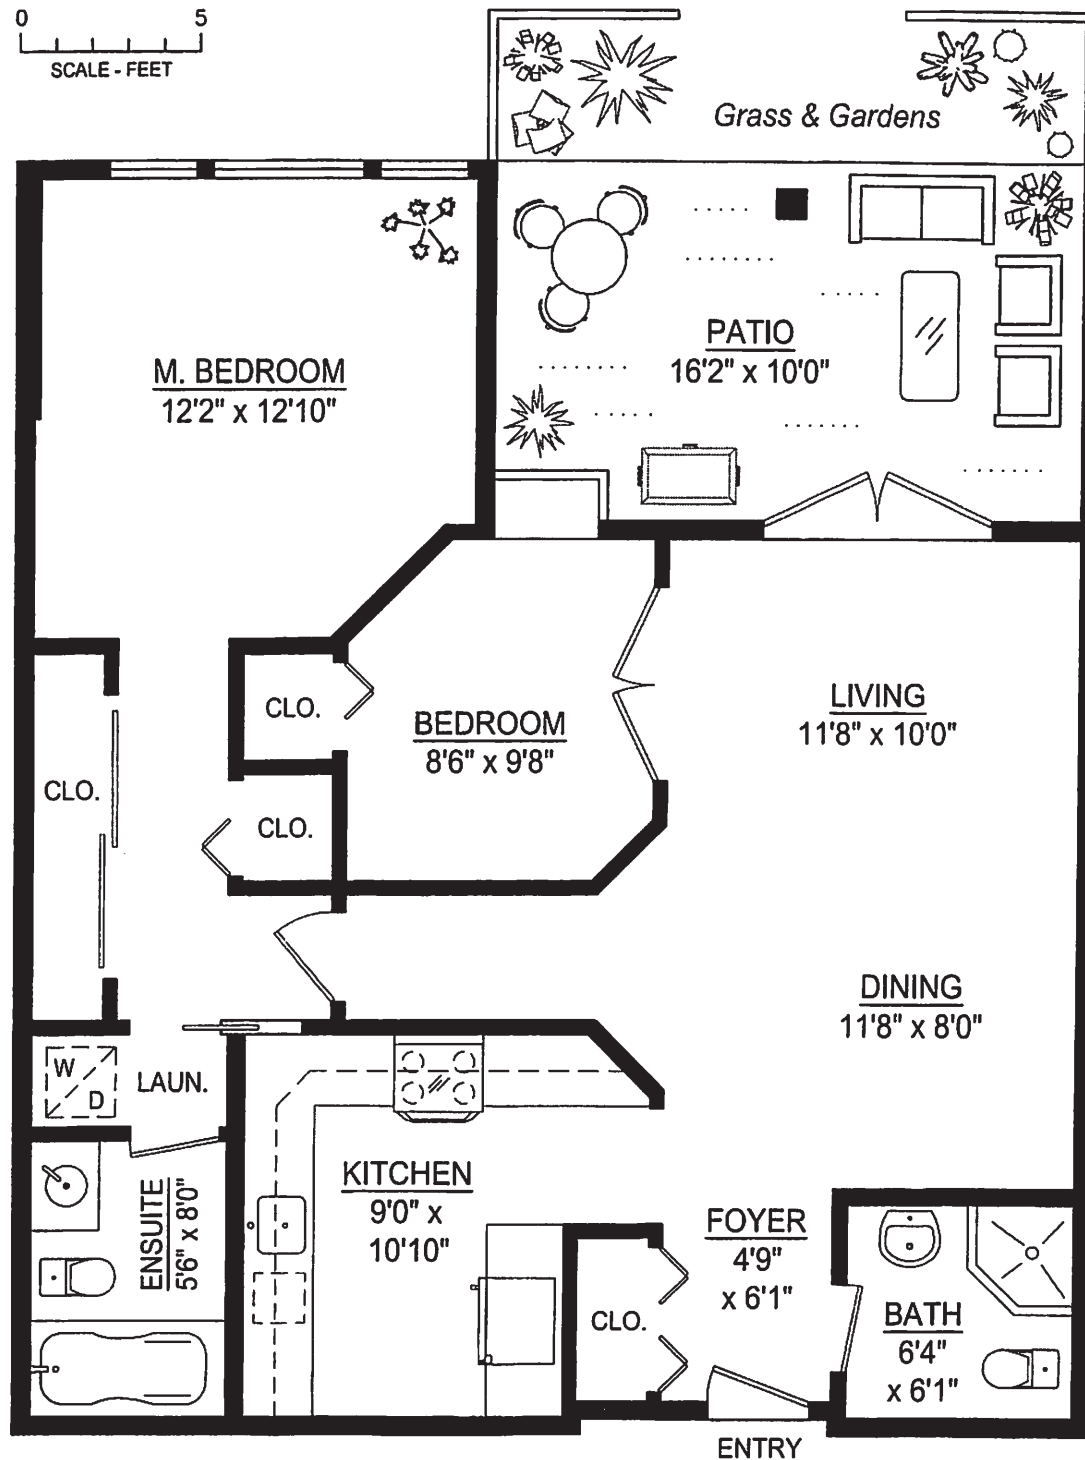 0 5
SCALE - FEET
Grass & Gardens
M. BEDROOM
12'2" x 12'10"
PATIO
16'2" x 10'0"
CLO.
BEDROOM
8'6" x 9'8"
LIVING
11'8" x 10'0"
CLO.
CLO.
DINING
11'8" x 8'0"
W
D
LAUN.
KITCHEN
9'0" x
10'10"
ENSUITE
5'6" x 8'0"
FOYER
4'9"
x 6'1"
CLO.
BATH
6'4"
x 6'1"
ENTRY